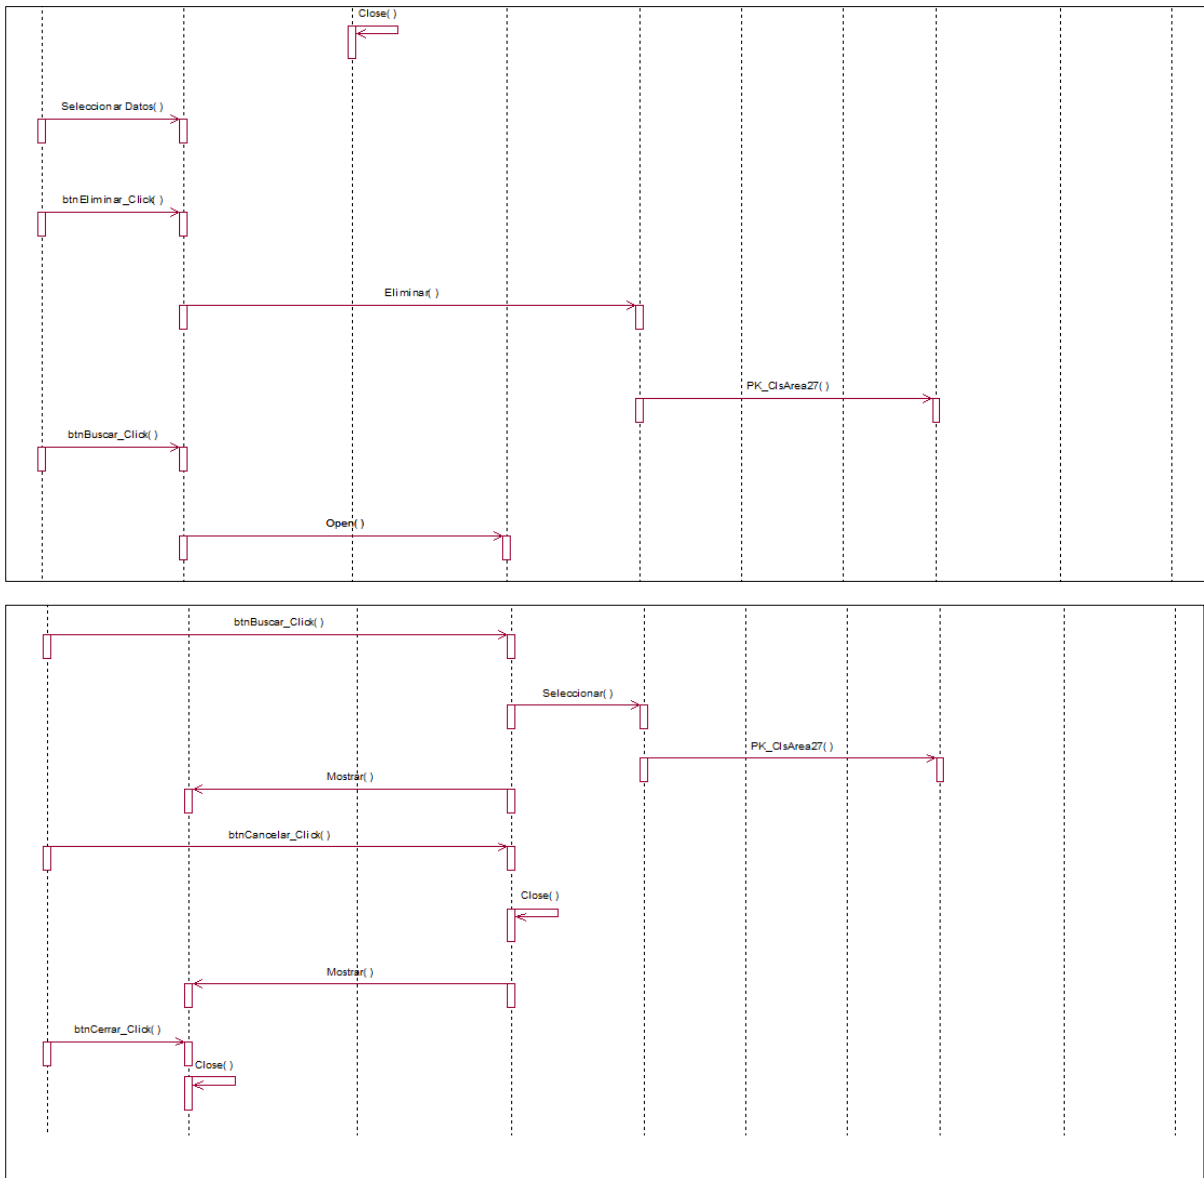 Close( )
Seleccionar Datos( )
btnEliminar_Click( )
Eliminar( )
PK_ClsArea27( )
btnBuscar_Click( )
Open( )
btnBuscar_Click( )
Seleccionar( )
PK_ClsArea27( )
Mostrar( )
btnCancelar_Click( )
Close( )
Mostrar( )
btnCerrar_Click( )
Close( )